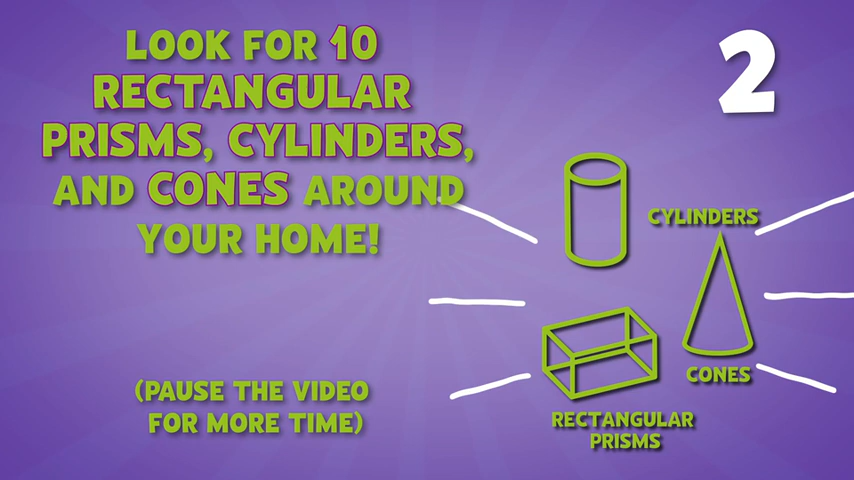 LOOK FOR 10
RECTANGULAR
PRISMS, CYLINDERS,
AND CONES AROUND
YOUR HOME!
2
CYLINDERS
CONES
RECTANGULAR
PRISMS
(PAUSE THE VIDEO
FOR MORE TIME)